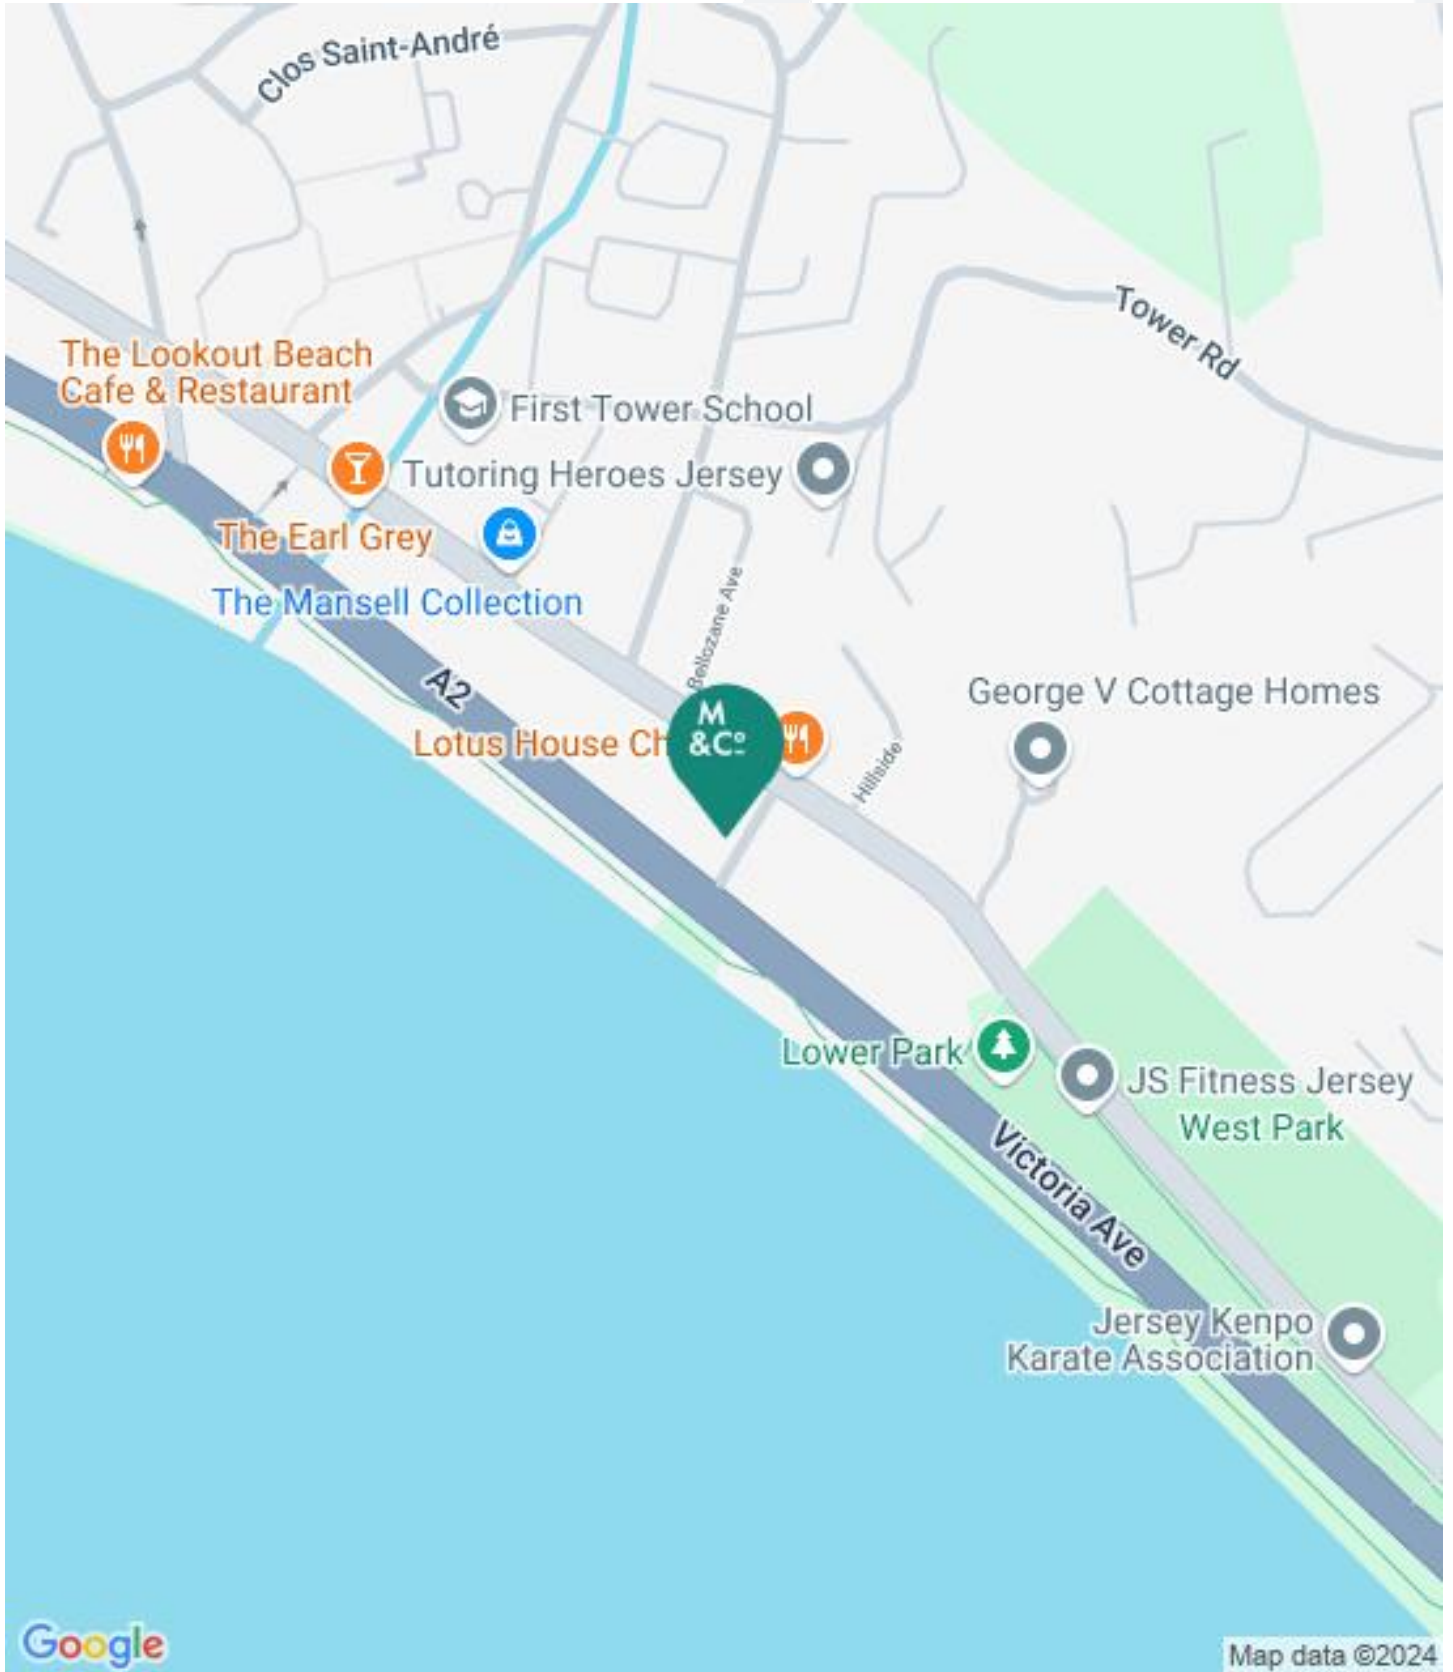 Clos Saint-André
Tower Rd
The Lookout Beach
Cafe & Restaurant
First Tower School
Tutoring Heroes Jersey
The Earl Grey
The Mansell Collection
Bellozane Ave
A2
George V Cottage Homes
M
&Cº
Lotus House Ch
Hillside
Lower Park
JS Fitness Jersey
West Park
Victoria Ave
Jersey Kenpo
Karate Association
Google
Map data ©2024